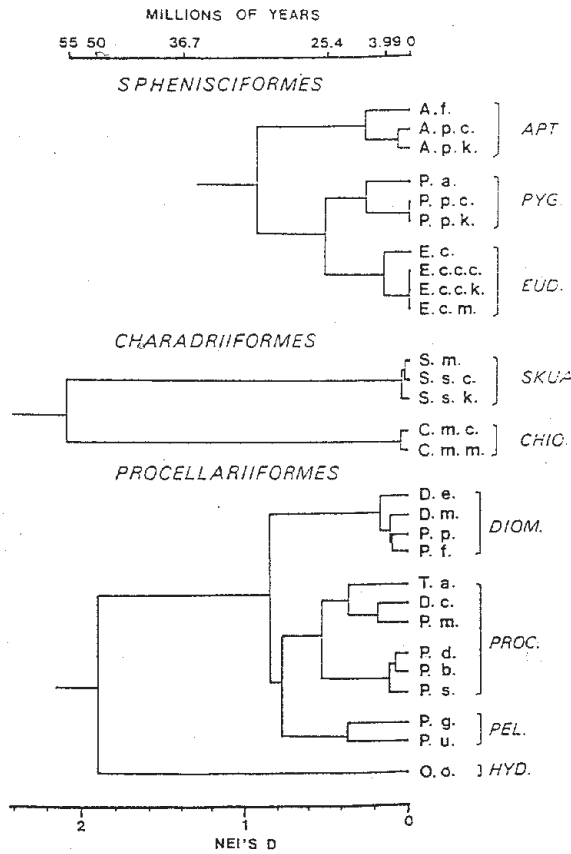 MILLIONS OF YEARS
55 50 36.7 25.4 3.99 0
SPHENISCIFORMES
A. f.
A. p. c. APT
A. p. k.
P. a.
P. p. c. PYG.
P. p. k.
E. c.
E. c. c. c.
E. c. c. k. EUD.
E. c. m.
CHARADRIIFORMES
S. m.
S. s. c. SKUA
S. s. k.
C. m. c. CHIO.
C. m. m.
PROCELLARIIFORMES
D. e.
D. m. DIOM.
P. p.
P. f.
T. a.
D. c.
P. m. PROC.
P. d.
P. b.
P. s.
P. g. PEL.
P. u.
O. o. HYD.
2 1 0
NEI'S D